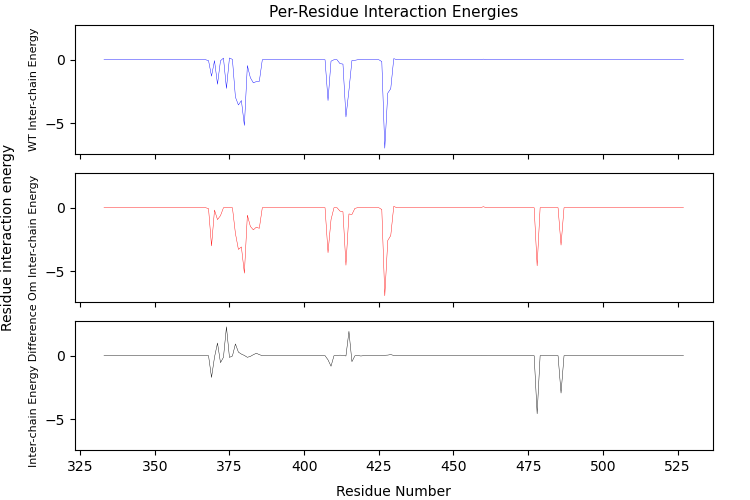 Per-Residue Interaction Energies
Residue interaction energy
WT Inter-chain Energy
0
−5
Om Inter-chain Energy
0
−5
Inter-chain Energy Difference
0
−5
325 350 375 400 425 450 475 500 525
Residue Number